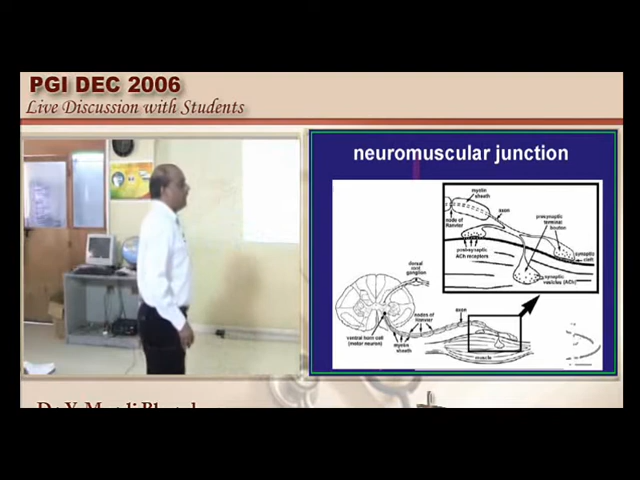 PGI DEC 2006
Live Discussion with Students
neuromuscular junction
myelin
sheath
axon
node of
Ranvier
presynaptic
terminal
bouton
postsynaptic
ACh receptors
synaptic
cleft
synaptic
vesicles (ACh)
dorsal
root
ganglion
nodes of
Ranvier
axon
ventral horn cell
(motor neuron)
myelin
sheath
muscle